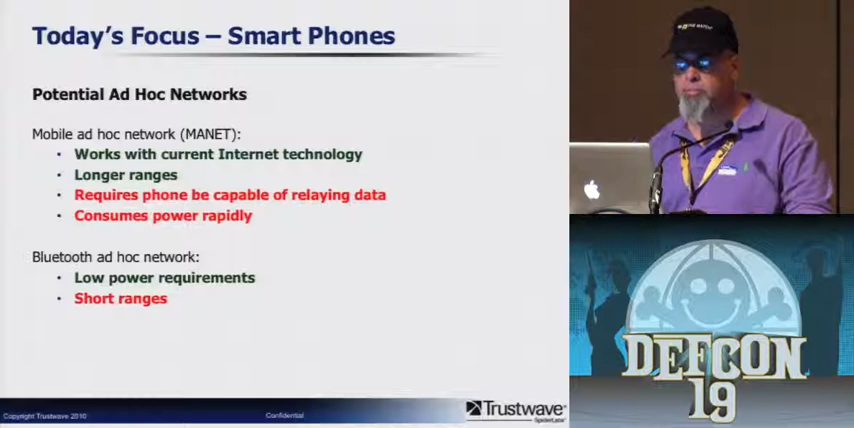 Today's Focus – Smart Phones
Potential Ad Hoc Networks
Mobile ad hoc network (MANET):
• Works with current Internet technology
• Longer ranges
• Requires phone be capable of relaying data
• Consumes power rapidly
Bluetooth ad hoc network:
• Low power requirements
• Short ranges
Copyright Trustwave 2010
Confidential
Trustwave®
SpiderLabs®
DEFCON
19